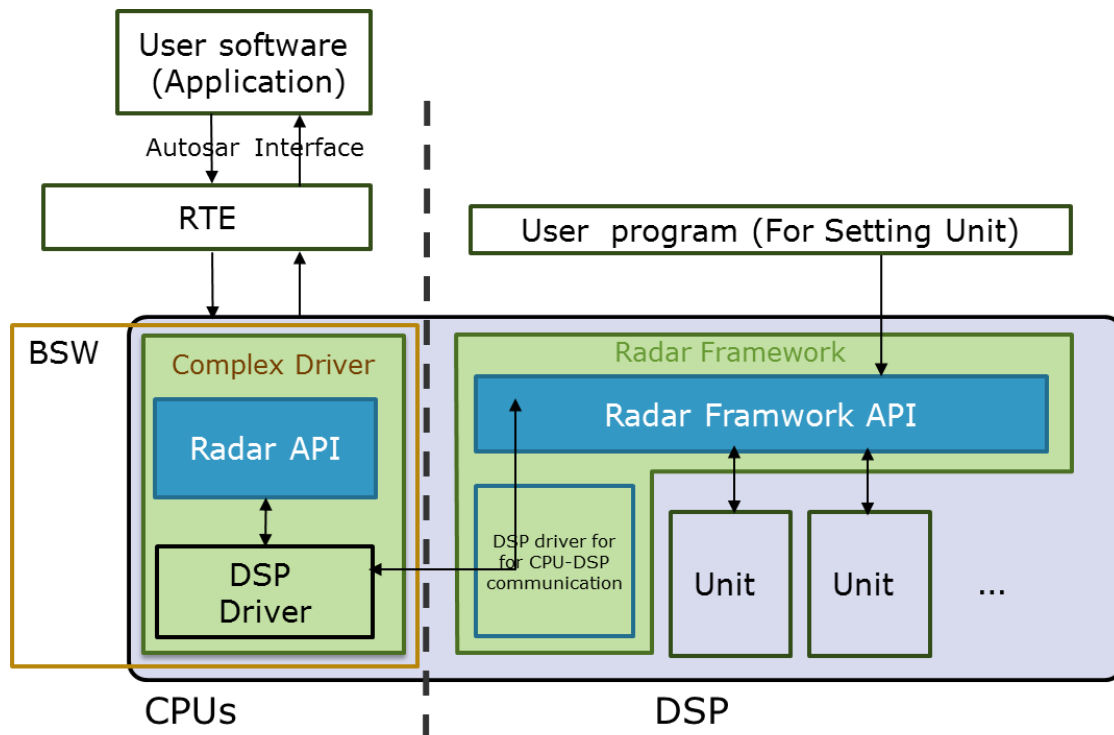 User software
(Application)
Autosar Interface
RTE
User program (For Setting Unit)
BSW
Complex Driver
Radar API
DSP
Driver
Radar Framework
Radar Framwork API
DSP driver for
for CPU-DSP
communication
Unit
Unit
...
CPUs
DSP